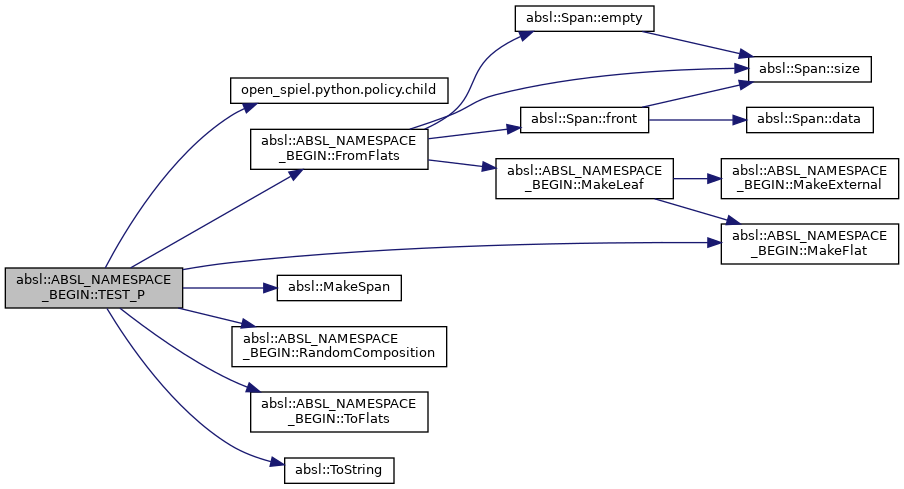 absl::Span::empty
absl::Span::size
open_spiel.python.policy.child
absl::Span::front
absl::Span::data
absl::ABSL_NAMESPACE
_BEGIN::FromFlats
absl::ABSL_NAMESPACE
_BEGIN::MakeLeaf
absl::ABSL_NAMESPACE
_BEGIN::MakeExternal
absl::ABSL_NAMESPACE
_BEGIN::MakeFlat
absl::ABSL_NAMESPACE
_BEGIN::TEST_P
absl::MakeSpan
absl::ABSL_NAMESPACE
_BEGIN::RandomComposition
absl::ABSL_NAMESPACE
_BEGIN::ToFlats
absl::ToString